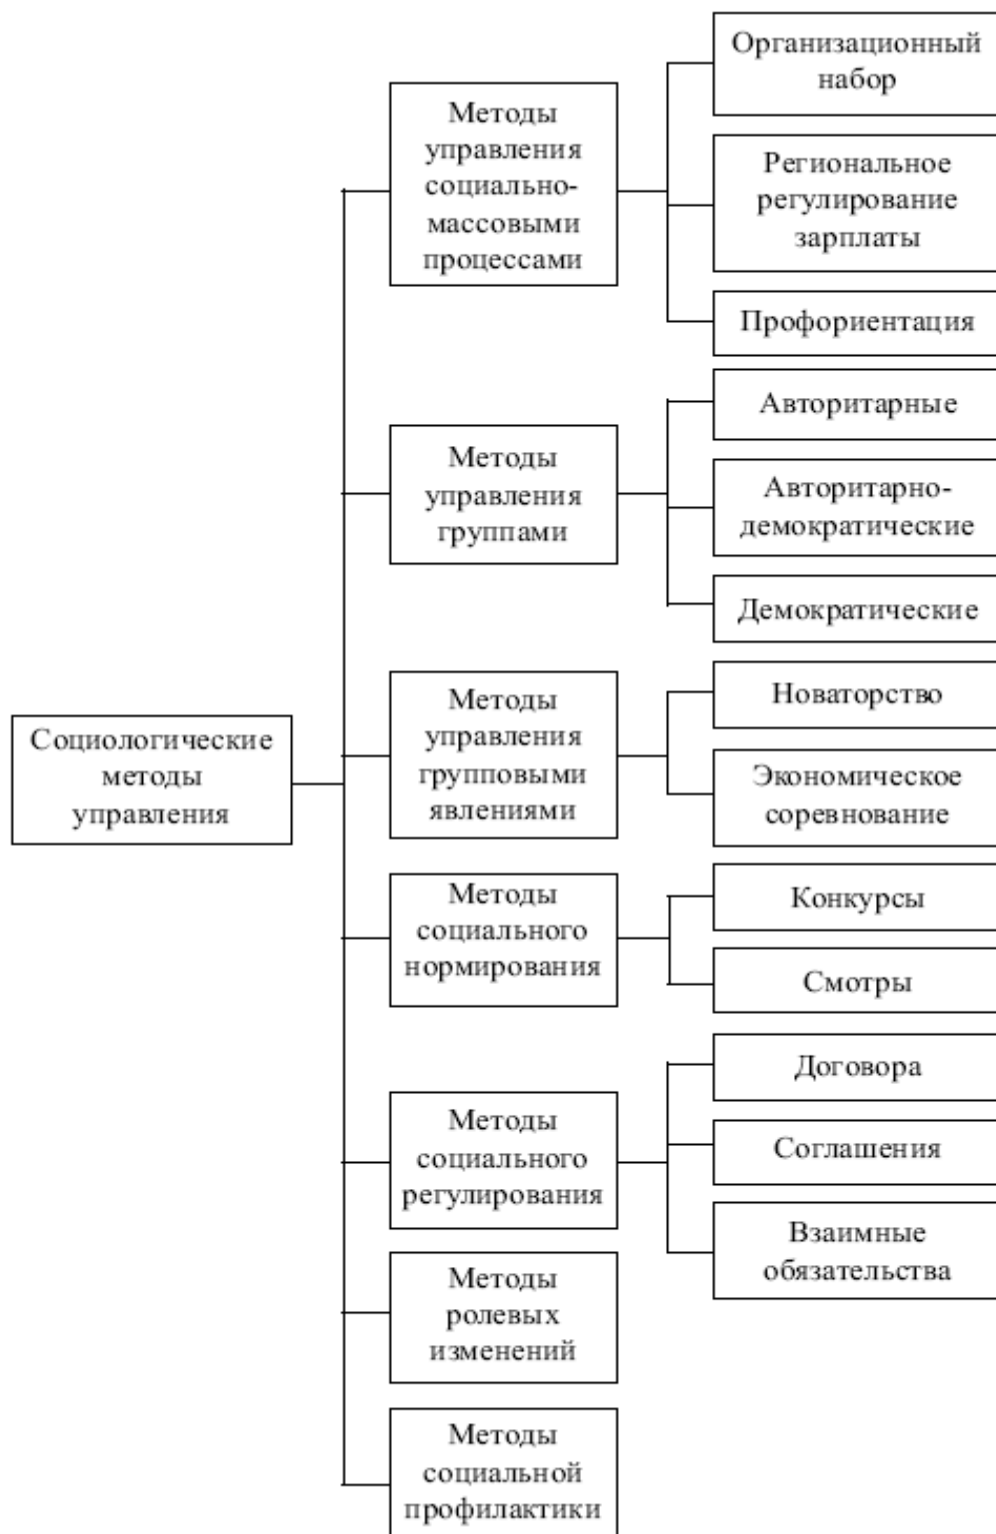 Социологические
методы
управления
Методы
управления
социально-
массовыми
процессами
Организационный
набор
Региональное
регулирование
зарплаты
Профориентация
Методы
управления
группами
Авторитарные
Авторитарно-
демократические
Демократические
Методы
управления
групповыми
явлениями
Новаторство
Экономическое
соревнование
Методы
социального
нормирования
Конкурсы
Смотры
Методы
социального
регулирования
Договора
Соглашения
Взаимные
обязательства
Методы
ролевых
изменений
Методы
социальной
профилактики